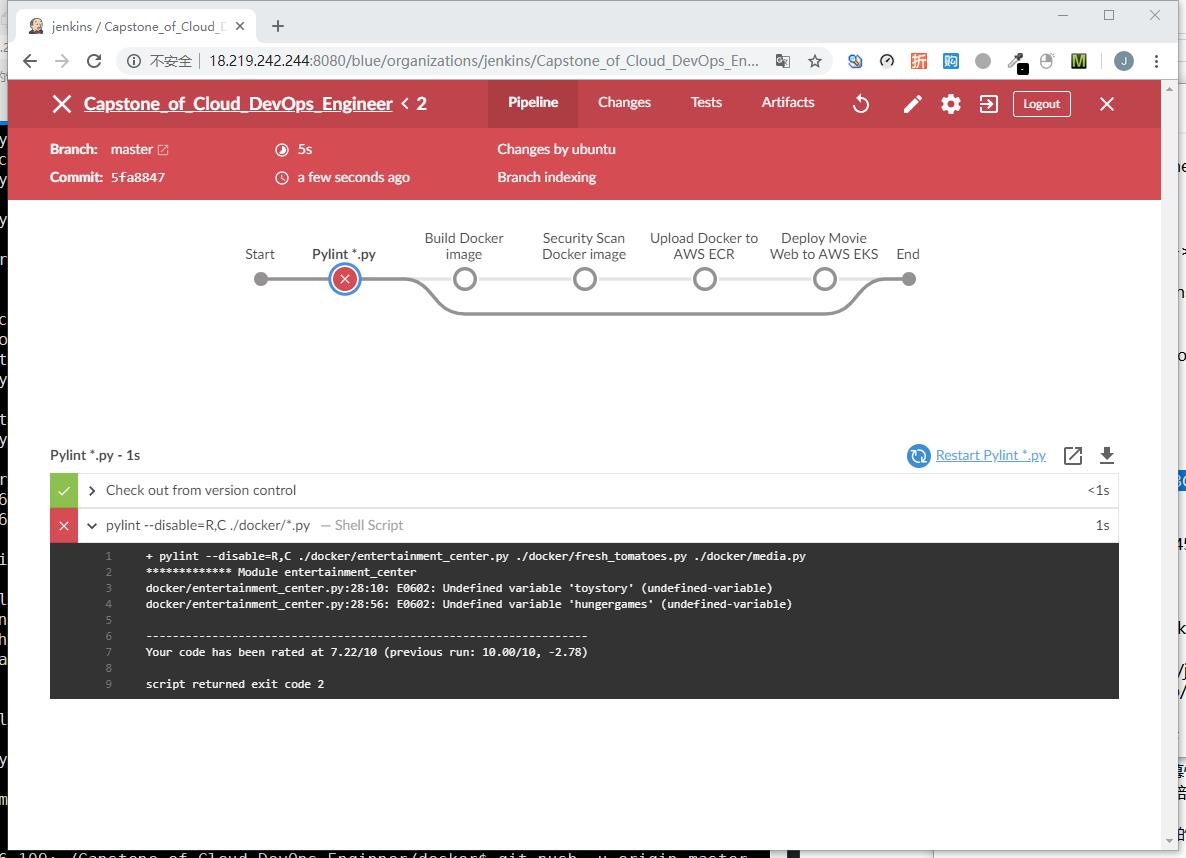 jenkins / Capstone_of_Cloud_D
不安全 18.219.242.244:8080/blue/organizations/jenkins/Capstone_of_Cloud_DevOps_En...
折
购
M
J
Capstone_of_Cloud_DevOps_Engineer < 2
Pipeline Changes Tests Artifacts Logout
Branch: master 5s Changes by ubuntu
Commit: 5fa8847 a few seconds ago Branch indexing
Start
Pylint *.py
Build Docker
image
Security Scan
Docker image
Upload Docker to
AWS ECR
Deploy Movie
Web to AWS EKS
End
Pylint *.py - 1s Restart Pylint *.py
Check out from version control <1s
pylint --disable=R,C ./docker/*.py — Shell Script 1s
1 + pylint --disable=R,C ./docker/entertainment_center.py ./docker/fresh_tomatoes.py ./docker/media.py
2 ************* Module entertainment_center
3 docker/entertainment_center.py:28:10: E0602: Undefined variable 'toystory' (undefined-variable)
4 docker/entertainment_center.py:28:56: E0602: Undefined variable 'hungergames' (undefined-variable)
5
6 -------------------------------------------------------------------
7 Your code has been rated at 7.22/10 (previous run: 10.00/10, -2.78)
8
9 script returned exit code 2